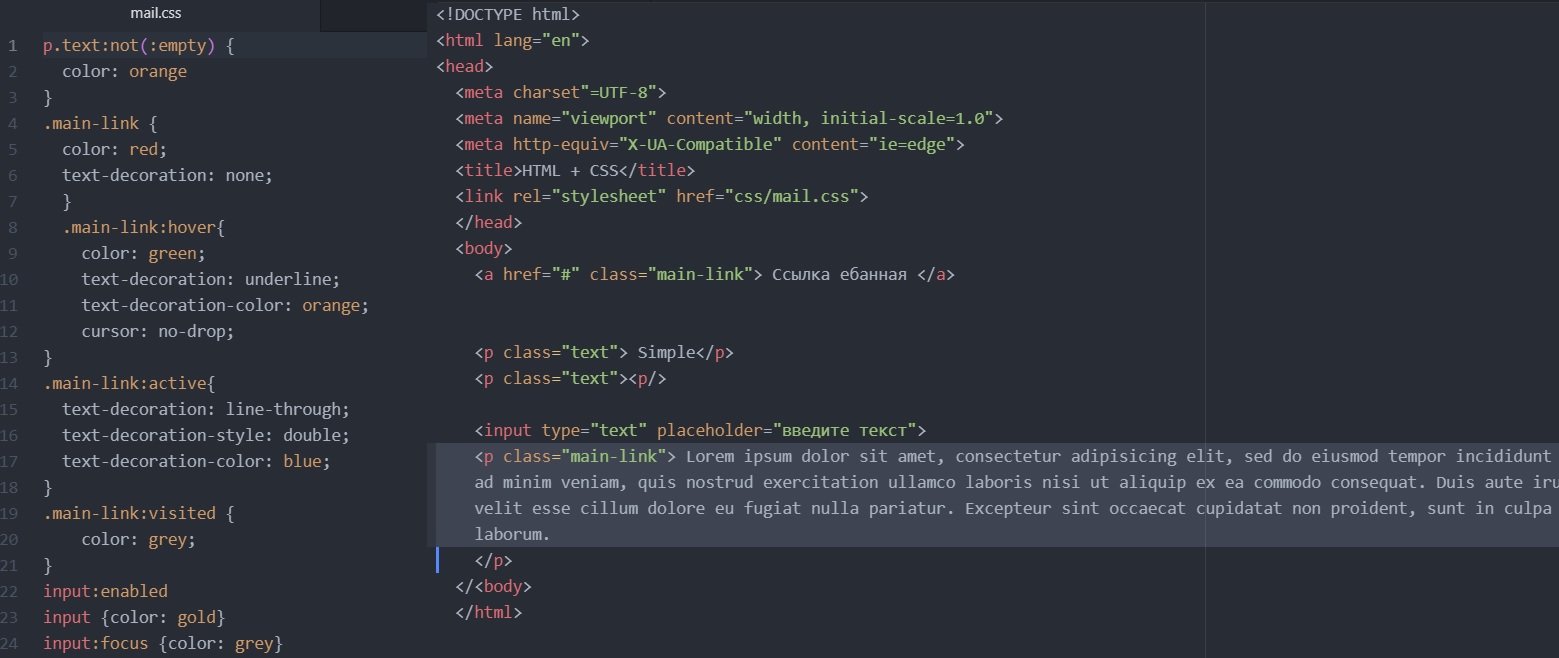 mail.css
1 p.text:not(:empty) {
2 color: orange
3 }
4 .main-link {
5 color: red;
6 text-decoration: none;
7 }
8 .main-link:hover{
9 color: green;
10 text-decoration: underline;
11 text-decoration-color: orange;
12 cursor: no-drop;
13 }
14 .main-link:active{
15 text-decoration: line-through;
16 text-decoration-style: double;
17 text-decoration-color: blue;
18 }
19 .main-link:visited {
20 color: grey;
21 }
22 input:enabled
23 input {color: gold}
24 input:focus {color: grey}
<!DOCTYPE html>
<html lang="en">
<head>
<meta charset"=UTF-8">
<meta name="viewport" content="width, initial-scale=1.0">
<meta http-equiv="X-UA-Compatible" content="ie=edge">
<title>HTML + CSS</title>
<link rel="stylesheet" href="css/mail.css">
</head>
<body>
<a href="#" class="main-link"> Ссылка ебанная </a>
<p class="text"> Simple</p>
<p class="text"><p/>
<input type="text" placeholder="введите текст">
<p class="main-link"> Lorem ipsum dolor sit amet, consectetur adipisicing elit, sed do eiusmod tempor incididunt
ad minim veniam, quis nostrud exercitation ullamco laboris nisi ut aliquip ex ea commodo consequat. Duis aute iru
velit esse cillum dolore eu fugiat nulla pariatur. Excepteur sint occaecat cupidatat non proident, sunt in culpa
laborum.
</p>
</<body>
</html>